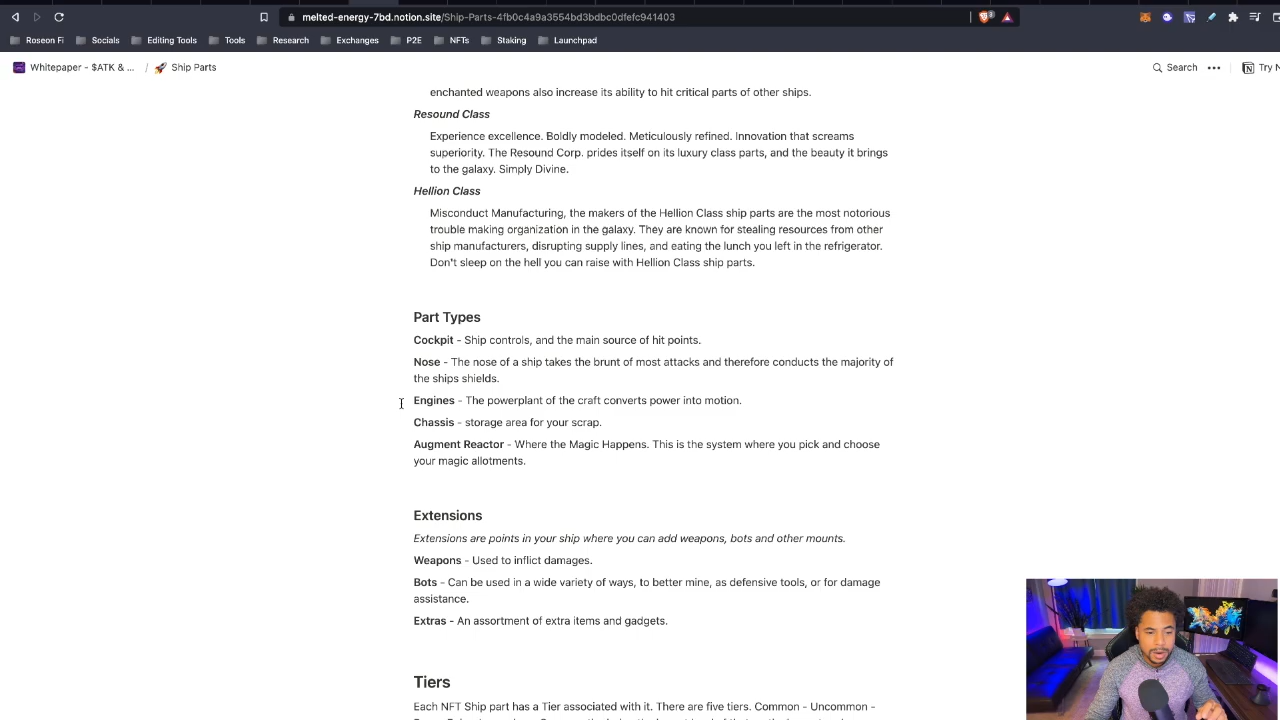 melted-energy-7bd.notion.site/Ship-Parts-4fb0c4a9a3554bd3bdbc0dfefc941403
Roseon Fi Socials Editing Tools Tools Research Exchanges P2E NFTs Staking Launchpad
Whitepaper - $ATK & ... / Ship Parts Search ••• Try N
enchanted weapons also increase its ability to hit critical parts of other ships.
Resound Class
Experience excellence. Boldly modeled. Meticulously refined. Innovation that screams
superiority. The Resound Corp. prides itself on its luxury class parts, and the beauty it brings
to the galaxy. Simply Divine.
Hellion Class
Misconduct Manufacturing, the makers of the Hellion Class ship parts are the most notorious
trouble making organization in the galaxy. They are known for stealing resources from other
ship manufacturers, disrupting supply lines, and eating the lunch you left in the refrigerator.
Don't sleep on the hell you can raise with Hellion Class ship parts.
Part Types
Cockpit - Ship controls, and the main source of hit points.
Nose - The nose of a ship takes the brunt of most attacks and therefore conducts the majority of
the ships shields.
Engines - The powerplant of the craft converts power into motion.
Chassis - storage area for your scrap.
Augment Reactor - Where the Magic Happens. This is the system where you pick and choose
your magic allotments.
Extensions
Extensions are points in your ship where you can add weapons, bots and other mounts.
Weapons - Used to inflict damages.
Bots - Can be used in a wide variety of ways, to better mine, as defensive tools, or for damage
assistance.
Extras - An assortment of extra items and gadgets.
Tiers
Each NFT Ship part has a Tier associated with it. There are five tiers. Common - Uncommon -